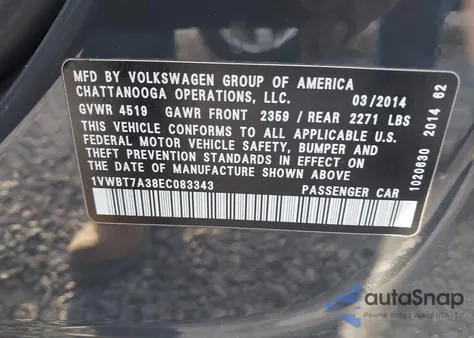 MFD BY VOLKSWAGEN GROUP OF AMERICA
CHATTANOOGA OPERATIONS, LLC. 03/2014
GVWR 4519 GAWR FRONT 2359 / REAR 2271 LBS
THIS VEHICLE CONFORMS TO ALL APPLICABLE U.S.
FEDERAL MOTOR VEHICLE SAFETY, BUMPER AND
THEFT PREVENTION STANDARDS IN EFFECT ON
THE DATE OF MANUFACTURE SHOWN ABOVE
1VWBT7A38EC083343 PASSENGER CAR
1020830 2014 62
autoSnap